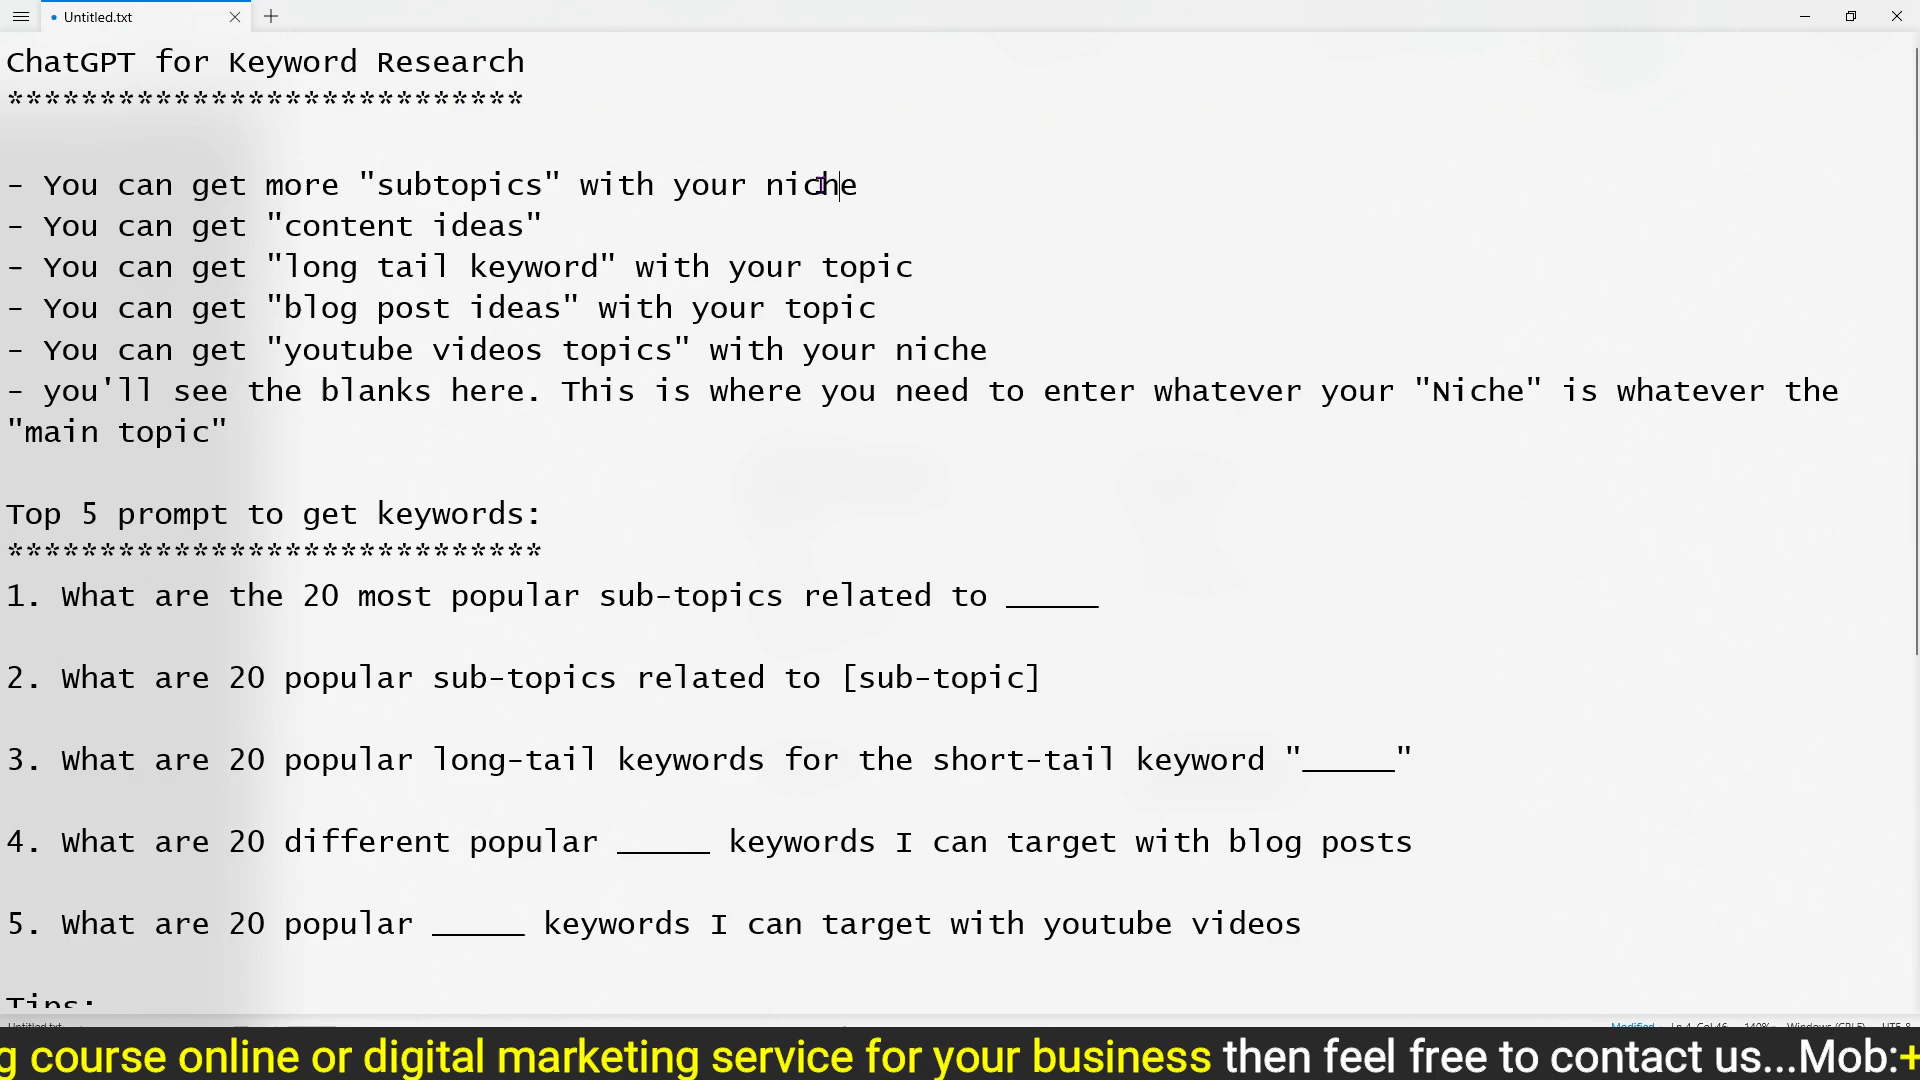 Untitled.txt
ChatGPT for Keyword Research
****************************
- You can get more "subtopics" with your niche
- You can get "content ideas"
- You can get "long tail keyword" with your topic
- You can get "blog post ideas" with your topic
- You can get "youtube videos topics" with your niche
- you'll see the blanks here. This is where you need to enter whatever your "Niche" is whatever the
"main topic"
Top 5 prompt to get keywords:
*****************************
1. What are the 20 most popular sub-topics related to _____
2. What are 20 popular sub-topics related to [sub-topic]
3. What are 20 popular long-tail keywords for the short-tail keyword "_____"
4. What are 20 different popular _____ keywords I can target with blog posts
5. What are 20 popular _____ keywords I can target with youtube videos
Tips:
g course online or digital marketing service for your business then feel free to contact us...Mob:+